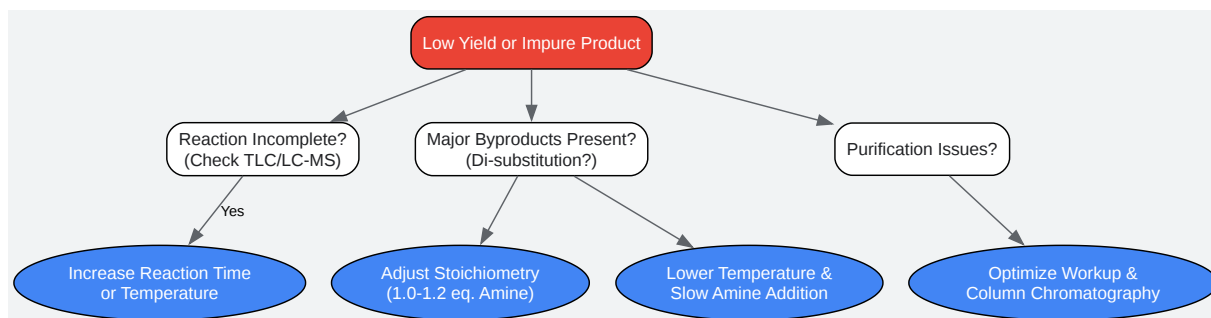 Low Yield or Impure Product
Reaction Incomplete?
(Check TLC/LC-MS)
Major Byproducts Present?
(Di-substitution?)
Purification Issues?
Yes
Increase Reaction Time
or Temperature
Adjust Stoichiometry
(1.0-1.2 eq. Amine)
Lower Temperature &
Slow Amine Addition
Optimize Workup &
Column Chromatography